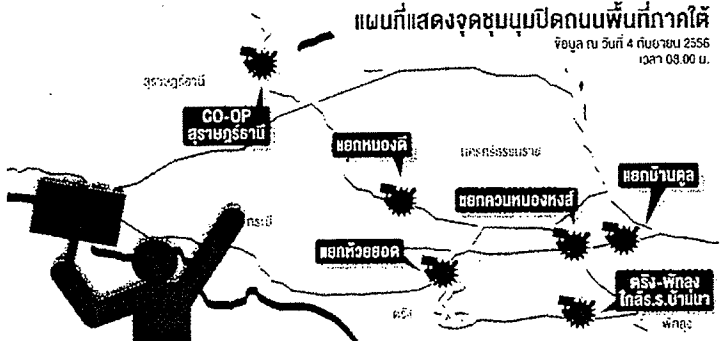 แผนที่แสดงจุดชุมนุมปิดถนนพื้นที่ภาคใต้
ข้อมูล ณ วันที่ 4 กันยายน 2556
เวลา 08.00 น.
สุราษฎร์ธานี
CO-OP
สุราษฎร์ธานี
แยกหนองดี
นครศรีธรรมราช
แยกบ้านตูล
แยกควนหนองหงส์
กระบี่
แยกห้วยยอด
ตรัง-พัทลุง
ใกล้ร.ร.บ้านนา
ตรัง
พัทลุง